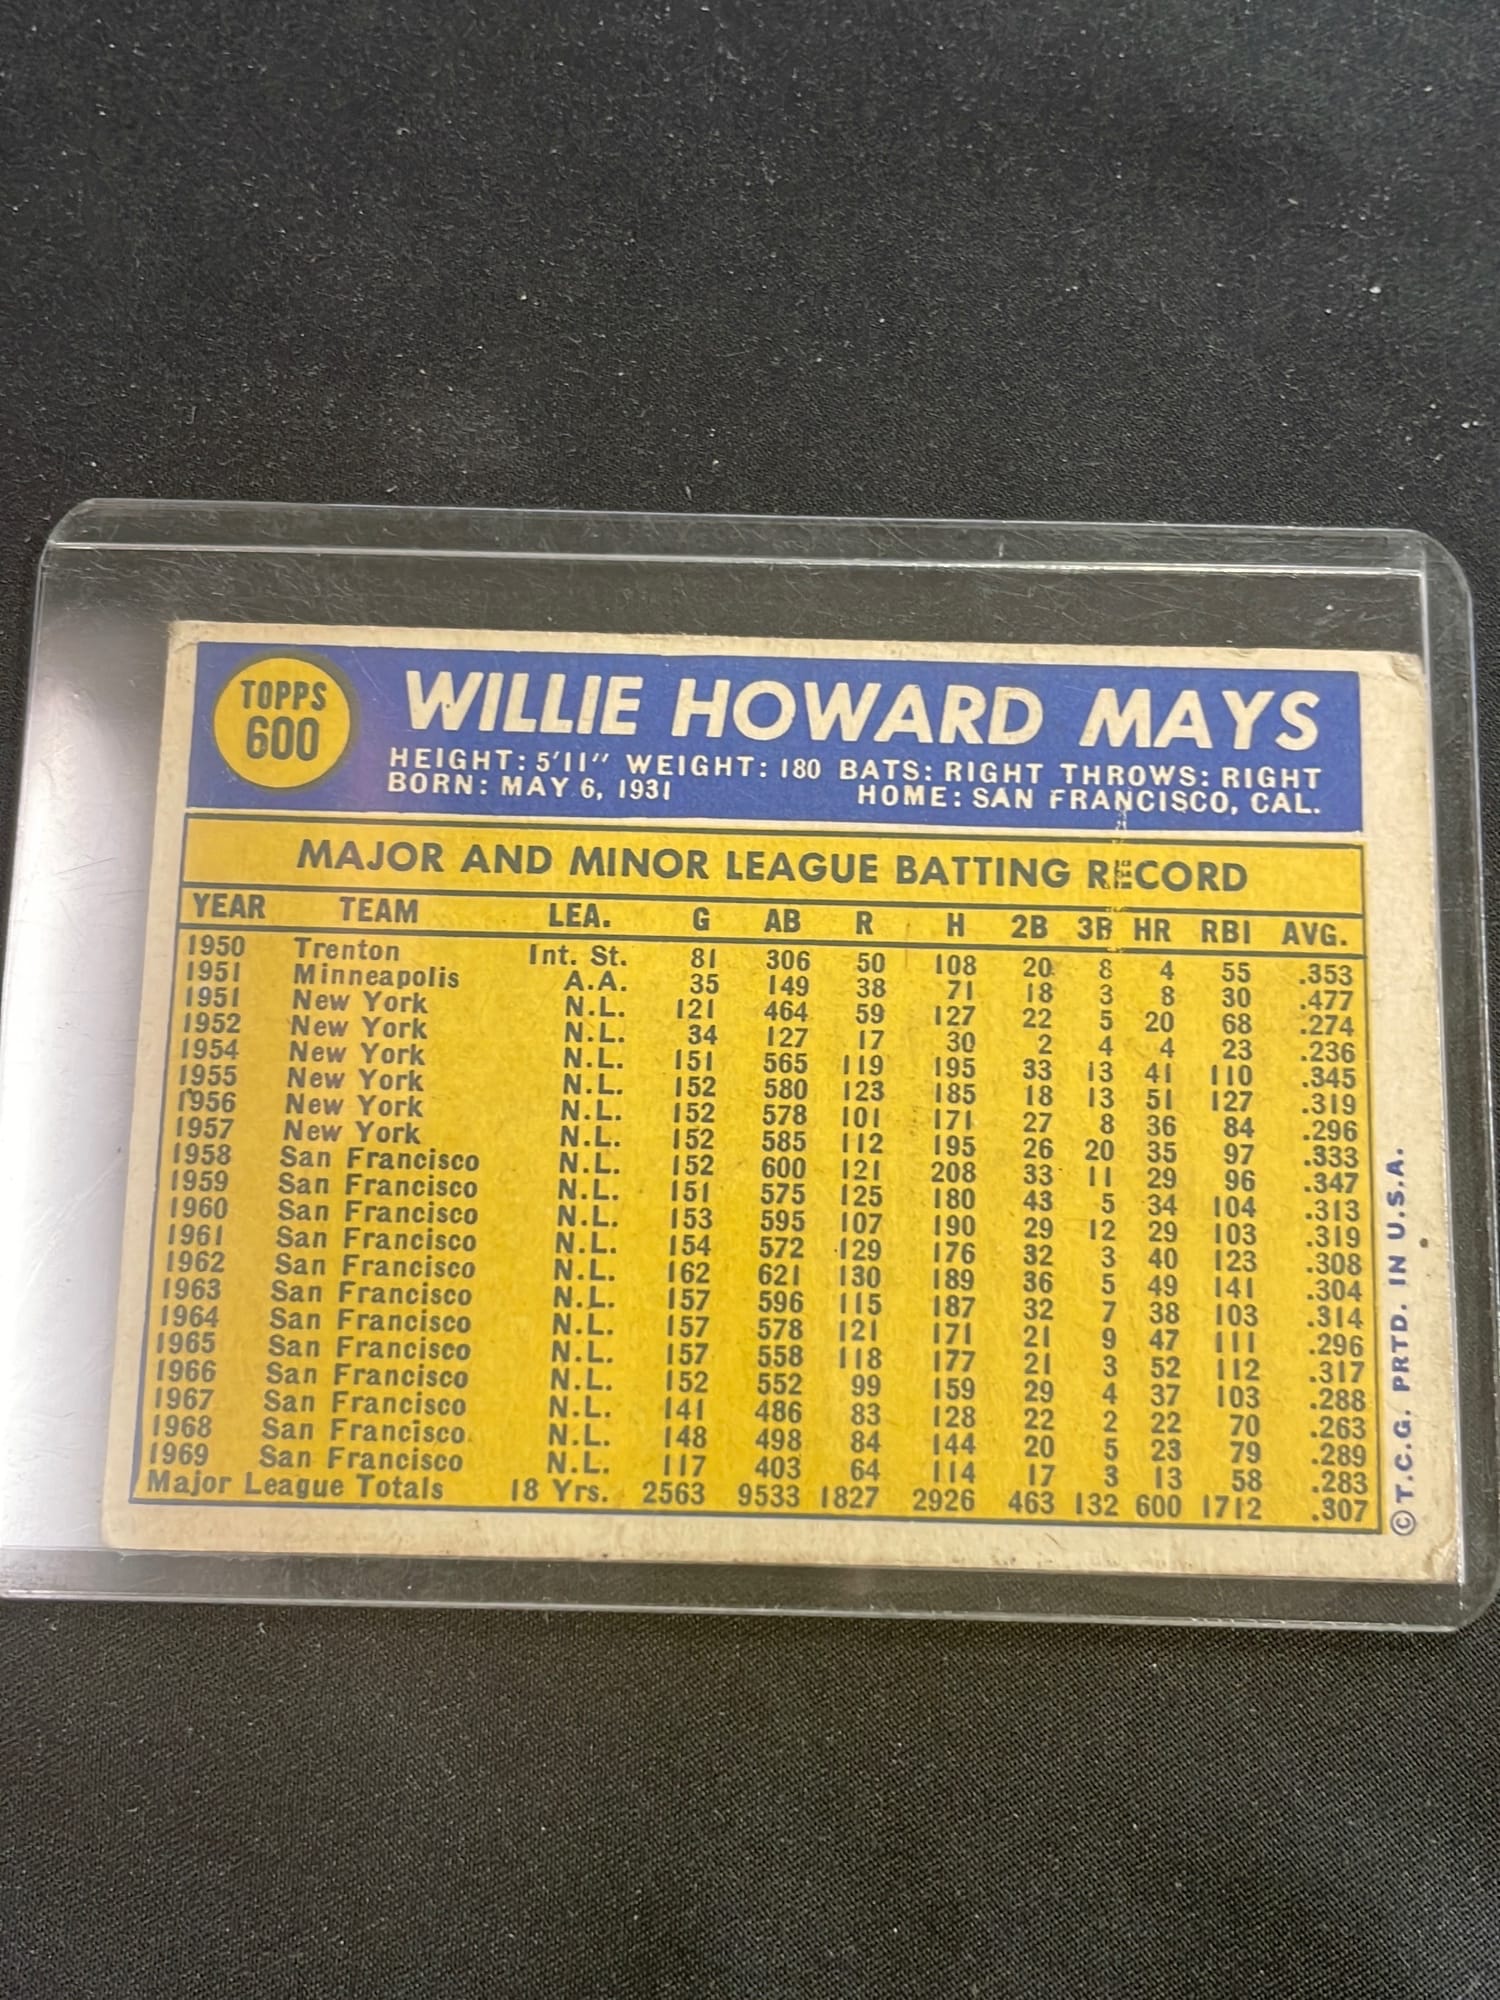 TOPPS
600
WILLIE HOWARD MAYS
HEIGHT: 5'11" WEIGHT: 180 BATS: RIGHT THROWS: RIGHT
BORN: MAY 6, 1931 HOME: SAN FRANCISCO, CAL.
MAJOR AND MINOR LEAGUE BATTING RECORD
YEAR TEAM LEA. G AB R H 2B 3B HR RBI AVG.
1950 Trenton Int. St. 81 306 50 108 20 8 4 55 .353
1951 Minneapolis A.A. 35 149 38 71 18 3 8 30 .477
1951 New York N.L. 121 464 59 127 22 5 20 68 .274
1952 New York N.L. 34 127 17 30 2 4 4 23 .236
1954 New York N.L. 151 565 119 195 33 13 41 110 .345
1955 New York N.L. 152 580 123 185 18 13 51 127 .319
1956 New York N.L. 152 578 101 171 27 8 36 84 .296
1957 New York N.L. 152 585 112 195 26 20 35 97 .333
1958 San Francisco N.L. 152 600 121 208 33 11 29 96 .347
1959 San Francisco N.L. 151 575 125 180 43 5 34 104 .313
1960 San Francisco N.L. 153 595 107 190 29 12 29 103 .319
1961 San Francisco N.L. 154 572 129 176 32 3 40 123 .308
1962 San Francisco N.L. 162 621 130 189 36 5 49 141 .304
1963 San Francisco N.L. 157 596 115 187 32 7 38 103 .314
1964 San Francisco N.L. 157 578 121 171 21 9 47 111 .296
1965 San Francisco N.L. 157 558 118 177 21 3 52 112 .317
1966 San Francisco N.L. 152 552 99 159 29 4 37 103 .288
1967 San Francisco N.L. 141 486 83 128 22 2 22 70 .263
1968 San Francisco N.L. 148 498 84 144 20 5 23 79 .289
1969 San Francisco N.L. 117 403 64 114 17 3 13 58 .283
Major League Totals 18 Yrs. 2563 9533 1827 2926 463 132 600 1712 .307
©T.C.G. PRTD. IN U.S.A.